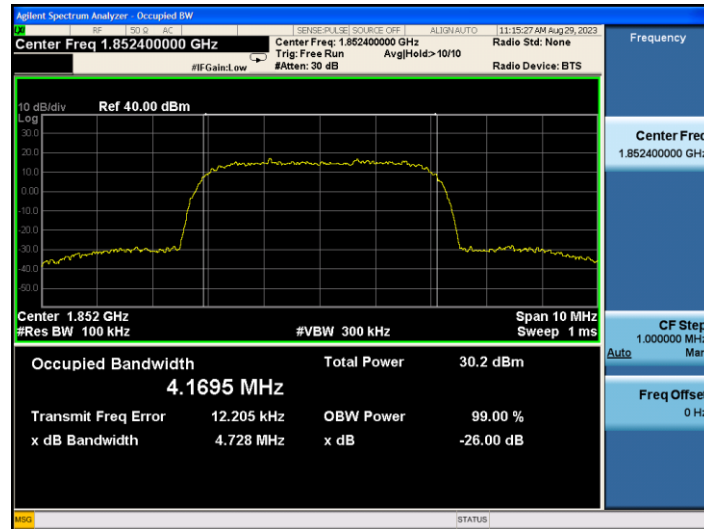 Agilent Spectrum Analyzer - Occupied BW
LXI RF 50 Ω AC SENSE:PULSE SOURCE OFF ALIGNAUTO 11:15:27 AM Aug 29, 2023
Center Freq 1.852400000 GHz
Center Freq: 1.852400000 GHz
Radio Std: None
Trig: Free Run Avg|Hold:>10/10
#IFGain:Low #Atten: 30 dB Radio Device: BTS
10 dB/div Ref 40.00 dBm
Log
30.0
20.0
10.0
0.00
-10.0
-20.0
-30.0
-40.0
-50.0
Center 1.852 GHz Span 10 MHz
#Res BW 100 kHz #VBW 300 kHz Sweep 1 ms
Occupied Bandwidth Total Power 30.2 dBm
4.1695 MHz
Transmit Freq Error 12.205 kHz OBW Power 99.00 %
x dB Bandwidth 4.728 MHz x dB -26.00 dB
MSG STATUS
Frequency
Center Freq
1.852400000 GHz
CF Step
1.000000 MHz
Auto Man
Freq Offset
0 Hz